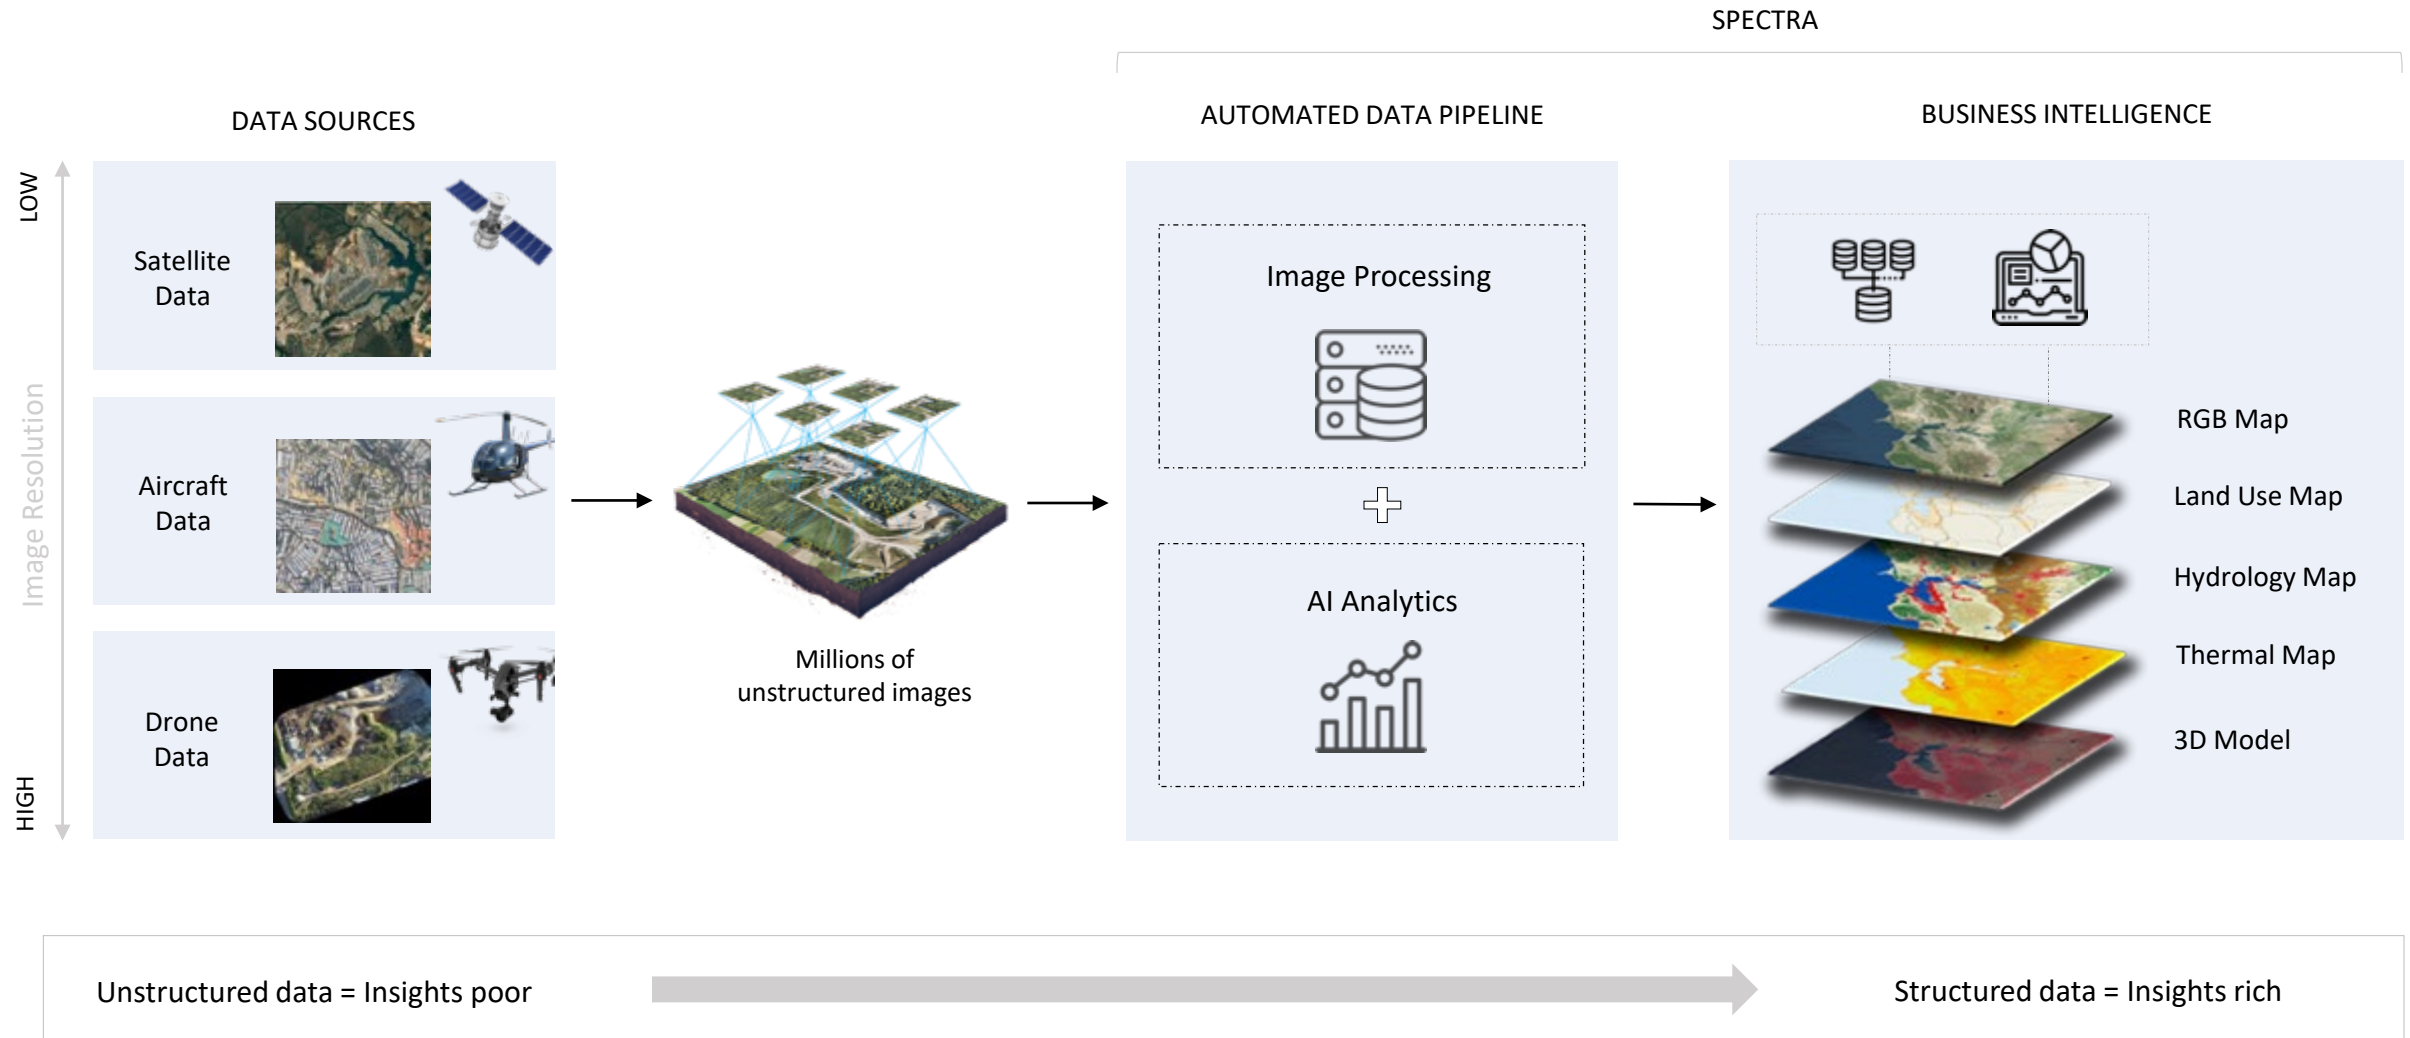 SPECTRA
DATA SOURCES
AUTOMATED DATA PIPELINE
BUSINESS INTELLIGENCE
LOW
Image Resolution
HIGH
Satellite
Data
Aircraft
Data
Drone
Data
Millions of
unstructured images
Image Processing
AI Analytics
RGB Map
Land Use Map
Hydrology Map
Thermal Map
3D Model
Unstructured data = Insights poor
Structured data = Insights rich